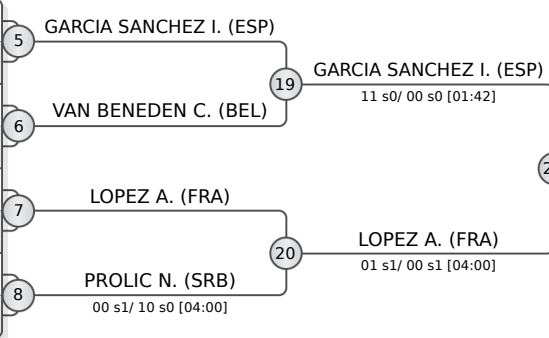 5
GARCIA SANCHEZ I. (ESP)
19
GARCIA SANCHEZ I. (ESP)
11 s0/ 00 s0 [01:42]
6
VAN BENEDEN C. (BEL)
7
LOPEZ A. (FRA)
20
LOPEZ A. (FRA)
01 s1/ 00 s1 [04:00]
8
PROLIC N. (SRB)
00 s1/ 10 s0 [04:00]